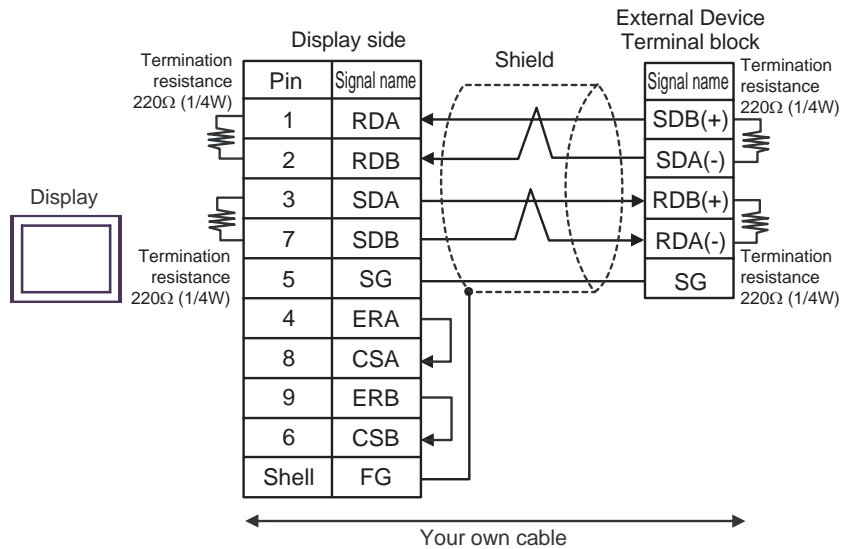 External Device
Display side
Terminal block
Termination
resistance
220Ω (1/4W)
Shield
Termination
resistance
220Ω (1/4W)
Pin Signal name
Signal name
1 RDA
SDB(+)
2 RDB
SDA(-)
3 SDA
RDB(+)
7 SDB
RDA(-)
5 SG
SG
4 ERA
8 CSA
9 ERB
6 CSB
Shell FG
Display
Termination
resistance
220Ω (1/4W)
Termination
resistance
220Ω (1/4W)
Your own cable